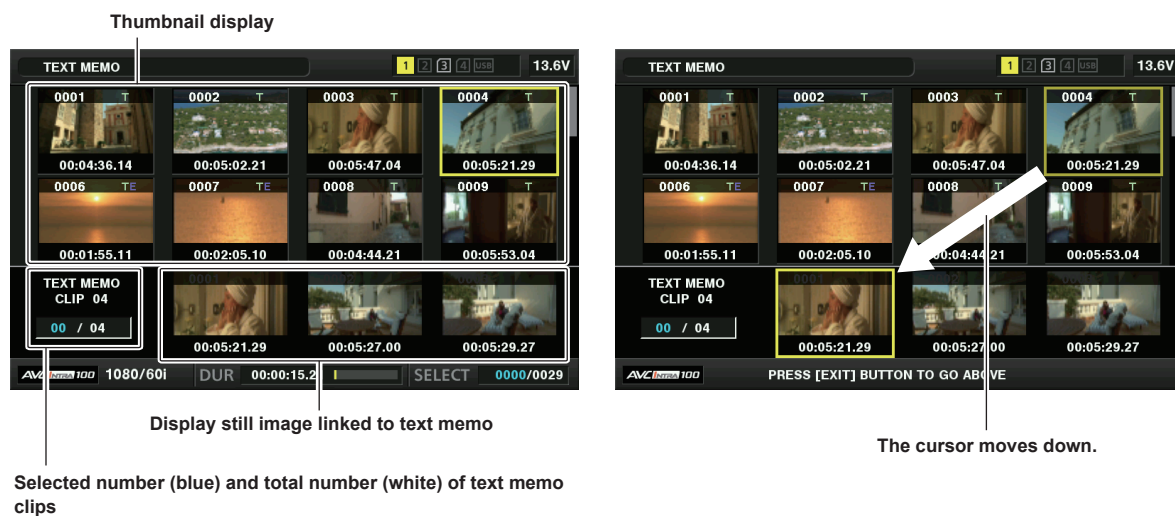 Thumbnail display
TEXT MEMO
1 2 3 4 USB
13.6V
0001 T
0002 T
0003 T
0004 T
00:04:36.14
00:05:02.21
00:05:47.04
00:05:21.29
0006 TE
0007 TE
0008 T
0009 T
00:01:55.11
00:02:05.10
00:04:44.21
00:05:53.04
TEXT MEMO
CLIP 04
00 / 04
0001
00:05:21.29
00:05:27.00
00:05:29.27
AVC INTRA 100 1080/60i
DUR 00:00:15.2
SELECT 0000/0029
Display still image linked to text memo
Selected number (blue) and total number (white) of text memo
clips
TEXT MEMO
1 2 3 4 USB
13.6V
0001 T
0002 T
0003 T
0004 T
00:04:36.14
00:05:02.21
00:05:47.04
00:05:21.29
0006 TE
0007 TE
0008 T
0009 T
00:01:55.11
00:02:05.10
00:04:44.21
00:05:53.04
TEXT MEMO
CLIP 04
00 / 04
0001
00:05:21.29
00:05:27.00
00:05:29.27
AVC INTRA 100
PRESS [EXIT] BUTTON TO GO ABOVE
The cursor moves down.